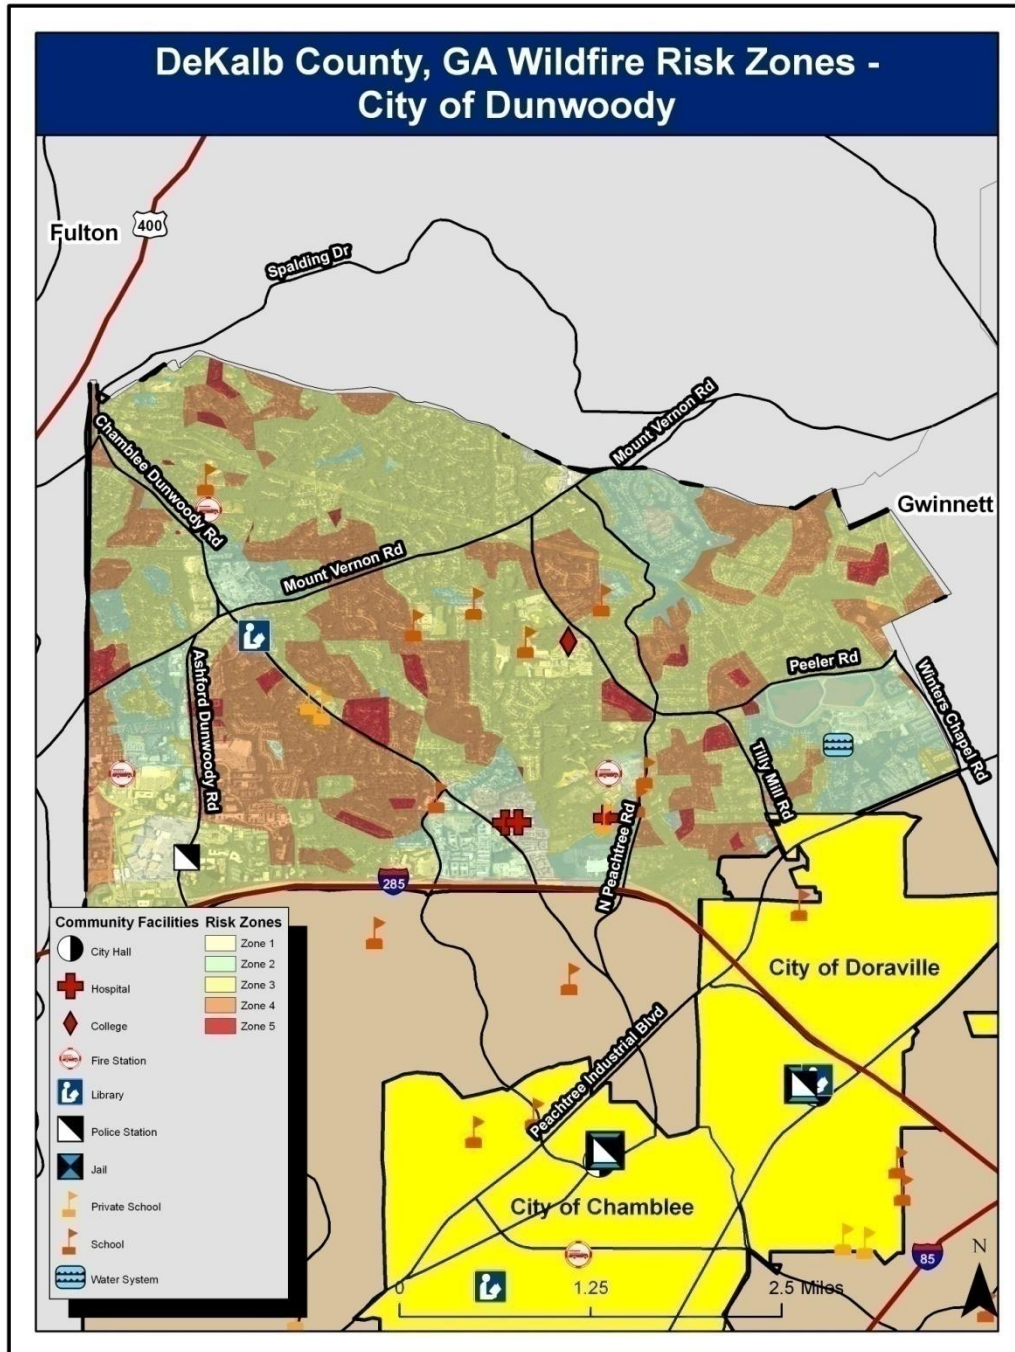 DeKalb County, GA Wildfire Risk Zones -
City of Dunwoody
Fulton
400
Spalding Dr
Mount Vernon Rd
Chamblee Dunwoody Rd
Gwinnett
Mount Vernon Rd
Ashford Dunwoody Rd
Peeler Rd
Winters Chapel Rd
Tilly Mill Rd
N Peachtree Rd
285
Community Facilities
City Hall
Hospital
College
Fire Station
Library
Police Station
Jail
Private School
School
Water System
Risk Zones
Zone 1
Zone 2
Zone 3
Zone 4
Zone 5
City of Doraville
Peachtree Industrial Blvd
City of Chamblee
85
N
0
1.25
2.5 Miles